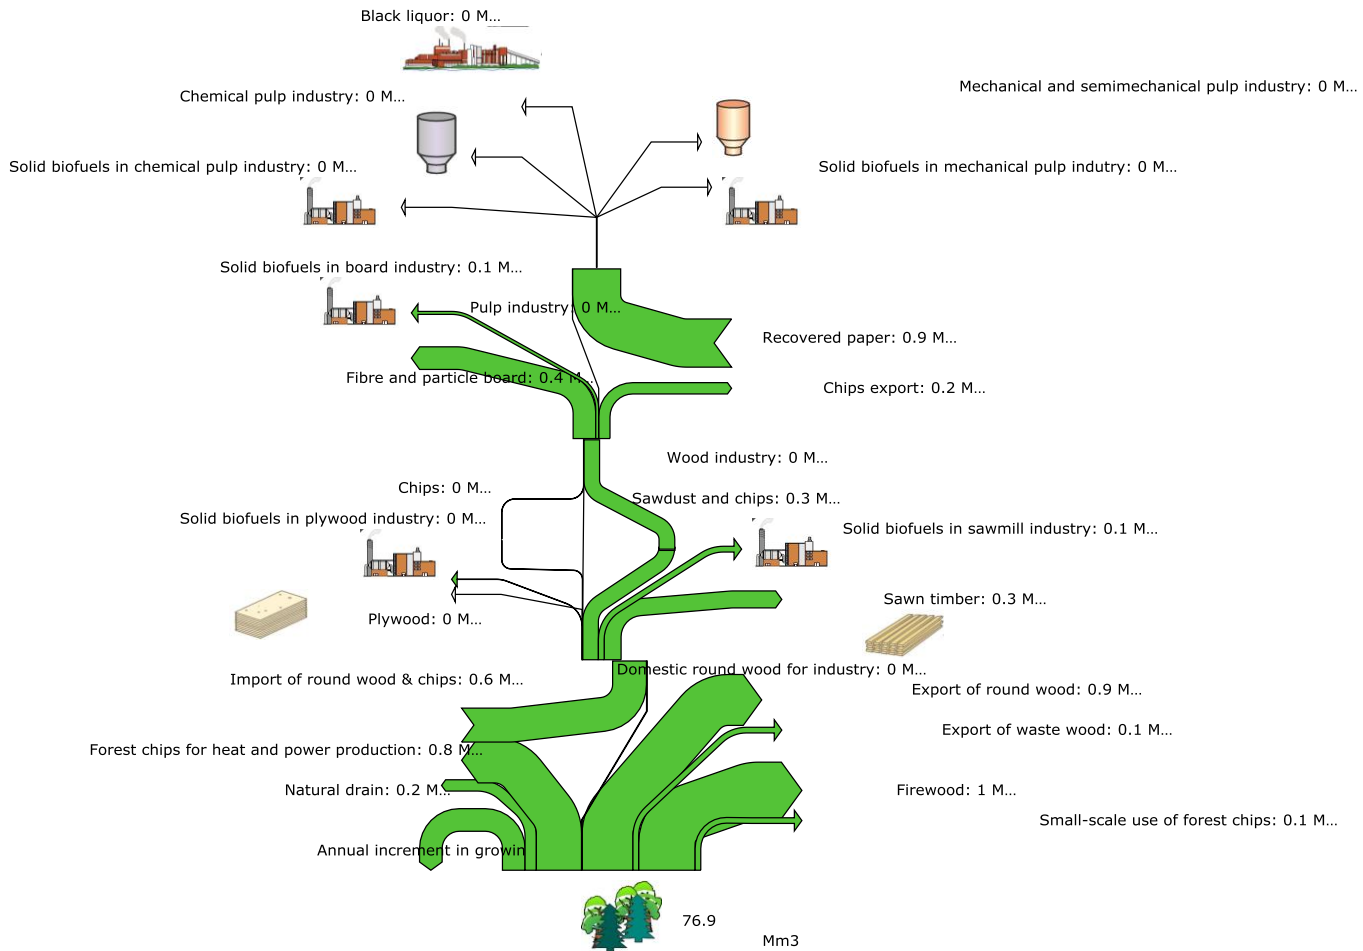 Black liquor: 0 M…
Mechanical and semimechanical pulp industry: 0 M…
Chemical pulp industry: 0 M…
Solid biofuels in chemical pulp industry: 0 M…
Solid biofuels in mechanical pulp indutry: 0 M…
Solid biofuels in board industry: 0.1 M…
Pulp industry: 0 M…
Recovered paper: 0.9 M…
Fibre and particle board: 0.4 M…
Chips export: 0.2 M…
Wood industry: 0 M…
Chips: 0 M…
Sawdust and chips: 0.3 M…
Solid biofuels in plywood industry: 0 M…
Solid biofuels in sawmill industry: 0.1 M…
Sawn timber: 0.3 M…
Plywood: 0 M…
Domestic round wood for industry: 0 M…
Import of round wood & chips: 0.6 M…
Export of round wood: 0.9 M…
Export of waste wood: 0.1 M…
Forest chips for heat and power production: 0.8 M…
Natural drain: 0.2 M…
Firewood: 1 M…
Small-scale use of forest chips: 0.1 M…
Annual increment in growin
76.9
Mm3